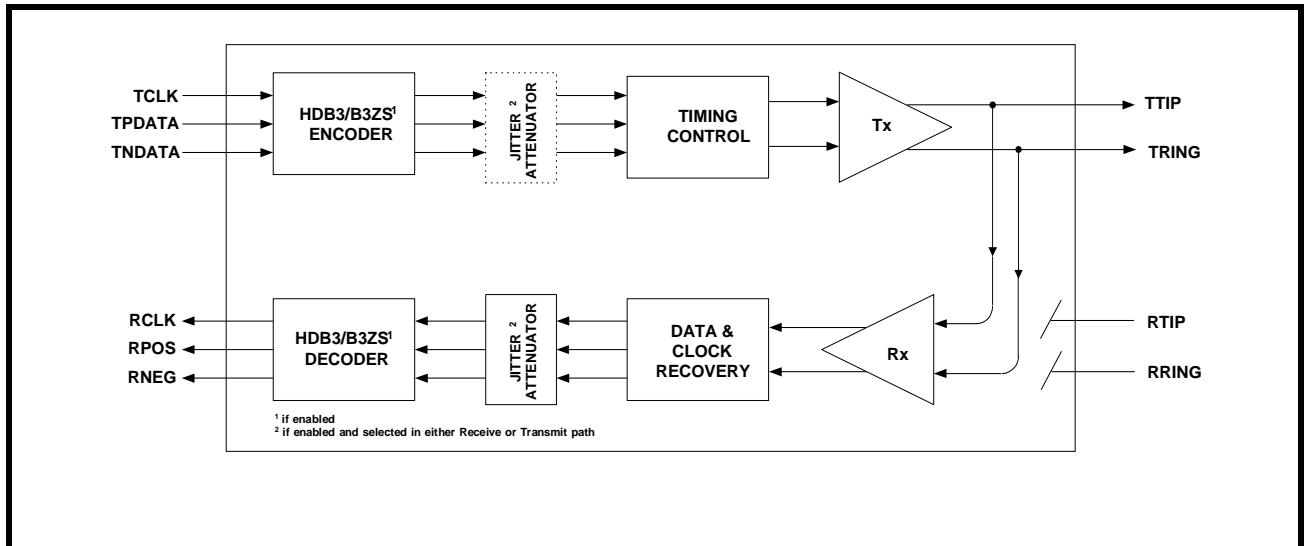 TCLK
TPDATA
TNDATA
HDB3/B3ZS¹
ENCODER
JITTER ²
ATTENUATOR
TIMING
CONTROL
Tx
TTIP
TRING
RCLK
RPOS
RNEG
HDB3/B3ZS¹
DECODER
JITTER ²
ATTENUATOR
DATA &
CLOCK
RECOVERY
Rx
RTIP
RRING
¹ if enabled
² if enabled and selected in either Receive or Transmit path